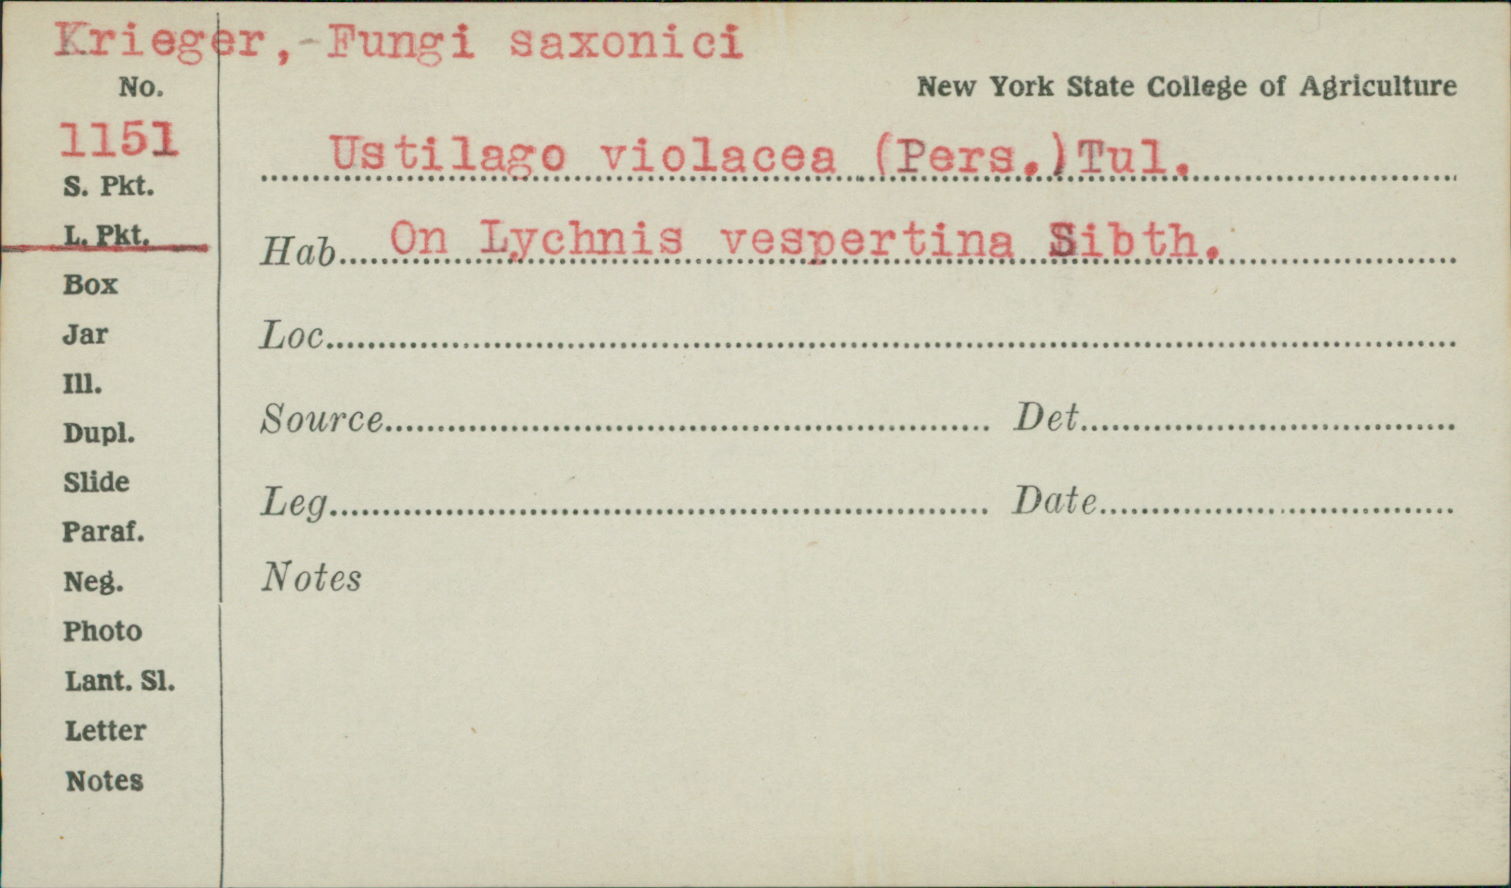 Krieger,-Fungi saxonici
No.
New York State College of Agriculture
1151
Ustilago violacea (Pers.)Tul.
S. Pkt.
L. Pkt.
Hab. On Lychnis vespertina Sibth.
Box
Jar
Loc.
Ill.
Dupl.
Source Det.
Slide
Leg. Date
Paraf.
Neg.
Notes
Photo
Lant. Sl.
Letter
Notes